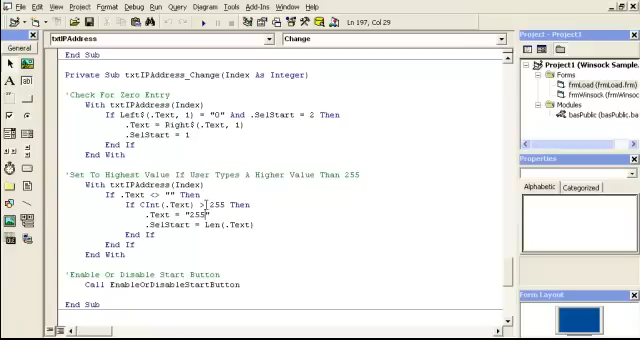 File Edit View Project Format Debug Run Query Diagram Tools Add-Ins Window Help
Ln 197, Col 29
General
txtIPAddress
Change
End Sub
Private Sub txtIPAddress_Change(Index As Integer)
'Check For Zero Entry
With txtIPAddress(Index)
If Left$(.Text, 1) = "0" And .SelStart = 2 Then
.Text = Right$(.Text, 1)
.SelStart = 1
End If
End With
'Set To Highest Value If User Types A Higher Value Than 255
With txtIPAddress(Index)
If .Text <> "" Then
If CInt(.Text) > 255 Then
.Text = "255"
.SelStart = Len(.Text)
End If
End If
End With
'Enable Or Disable Start Button
Call EnableOrDisableStartButton
End Sub
Project - Project1
Project1 (Winsock Sample.
Forms
frmLoad (frmLoad.frm)
frmWinsock (frmWinsoc
Modules
basPublic (basPublic.bas)
Properties
Alphabetic Categorized
Form Layout